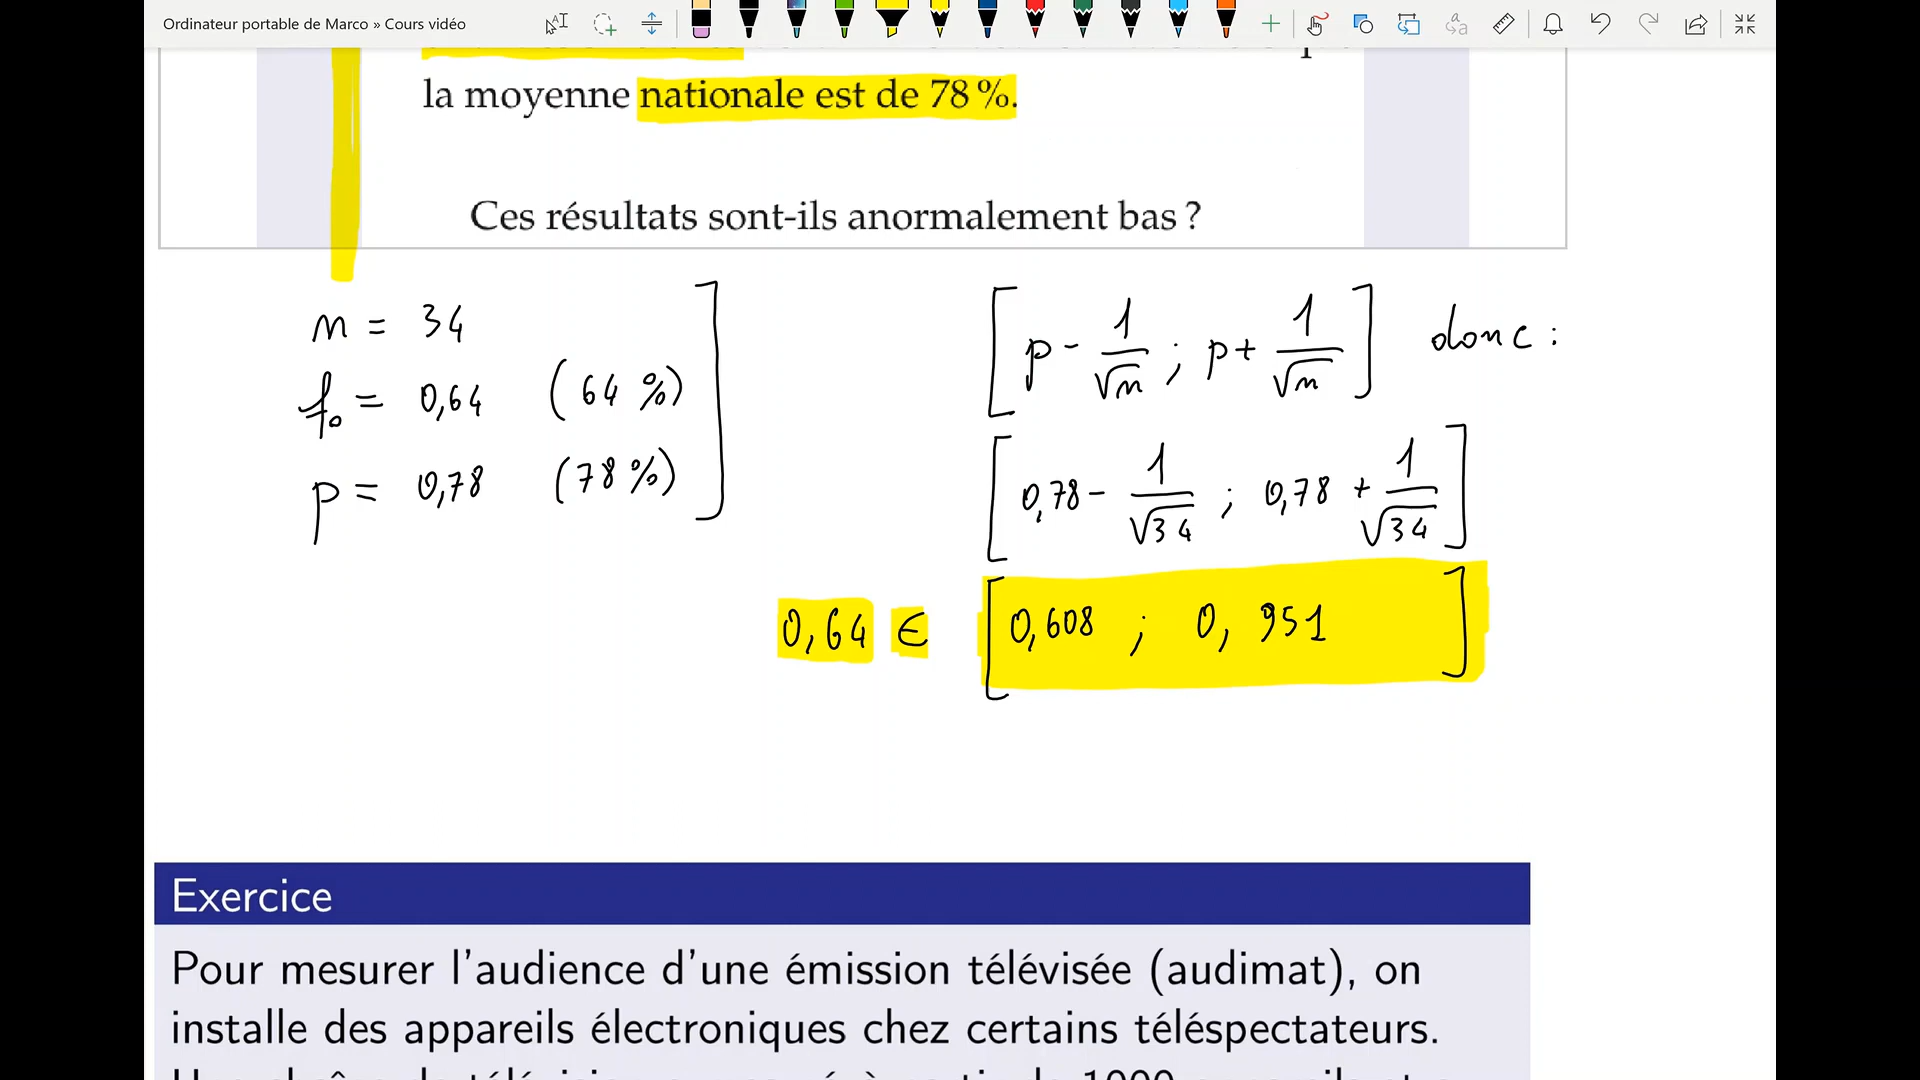 Ordinateur portable de Marco » Cours vidéo
la moyenne nationale est de 78 %.
Ces résultats sont-ils anormalement bas ?
n = 34
f₀ = 0,64 (64 %)
p = 0,78 (78 %)
[p - 1/√n ; p + 1/√n] donc :
[0,78 - 1/√34 ; 0,78 + 1/√34]
0,64 ∈ [0,608 ; 0,951]
Exercice
Pour mesurer l'audience d'une émission télévisée (audimat), on
installe des appareils électroniques chez certains téléspectateurs.